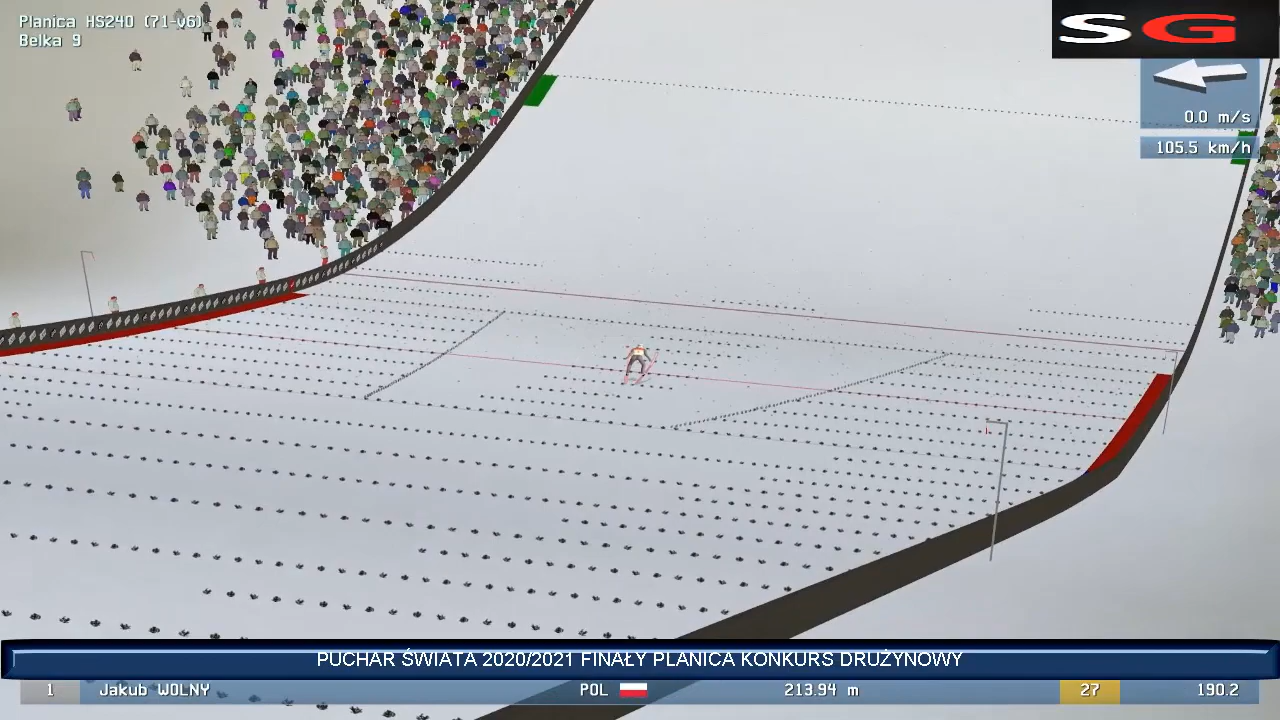 Planica HS240 (71-v6)
Belka 9
SG
0.0 m/s
105.5 km/h
PUCHAR ŚWIATA 2020/2021 FINAŁY PLANICA KONKURS DRUŻYNOWY
1 Jakub WOLNY POL 213.94 m 27 190.2